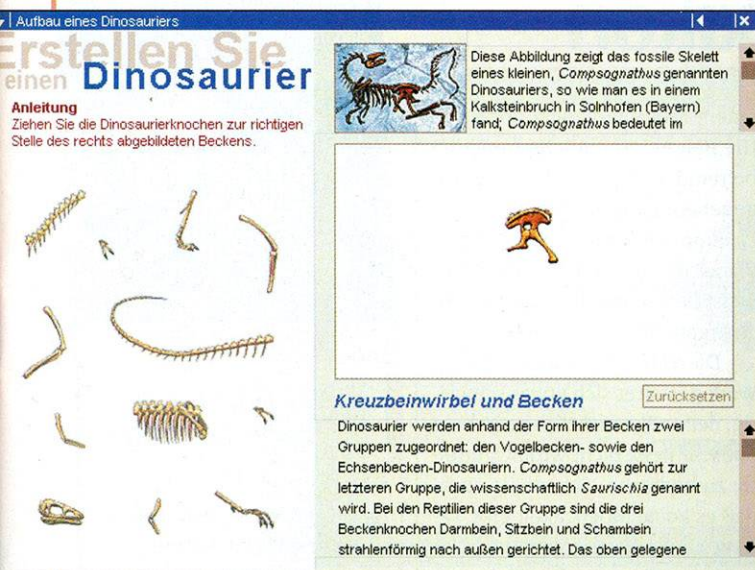 Aufbau eines Dinosauriers
Erstellen Sie
einen Dinosaurier
Anleitung
Ziehen Sie die Dinosaurierknochen zur richtigen
Stelle des rechts abgebildeten Beckens.
Diese Abbildung zeigt das fossile Skelett
eines kleinen, Compsognathus genannten
Dinosauriers, so wie man es in einem
Kalksteinbruch in Solnhofen (Bayern)
fand; Compsognathus bedeutet im
Kreuzbeinwirbel und Becken
Zurücksetzen
Dinosaurier werden anhand der Form ihrer Becken zwei
Gruppen zugeordnet: den Vogelbecken- sowie den
Echsenbecken-Dinosauriern. Compsognathus gehört zur
letzteren Gruppe, die wissenschaftlich Saurischia genannt
wird. Bei den Reptilien dieser Gruppe sind die drei
Beckenknochen Darmbein, Sitzbein und Schambein
strahlenförmig nach außen gerichtet. Das oben gelegene